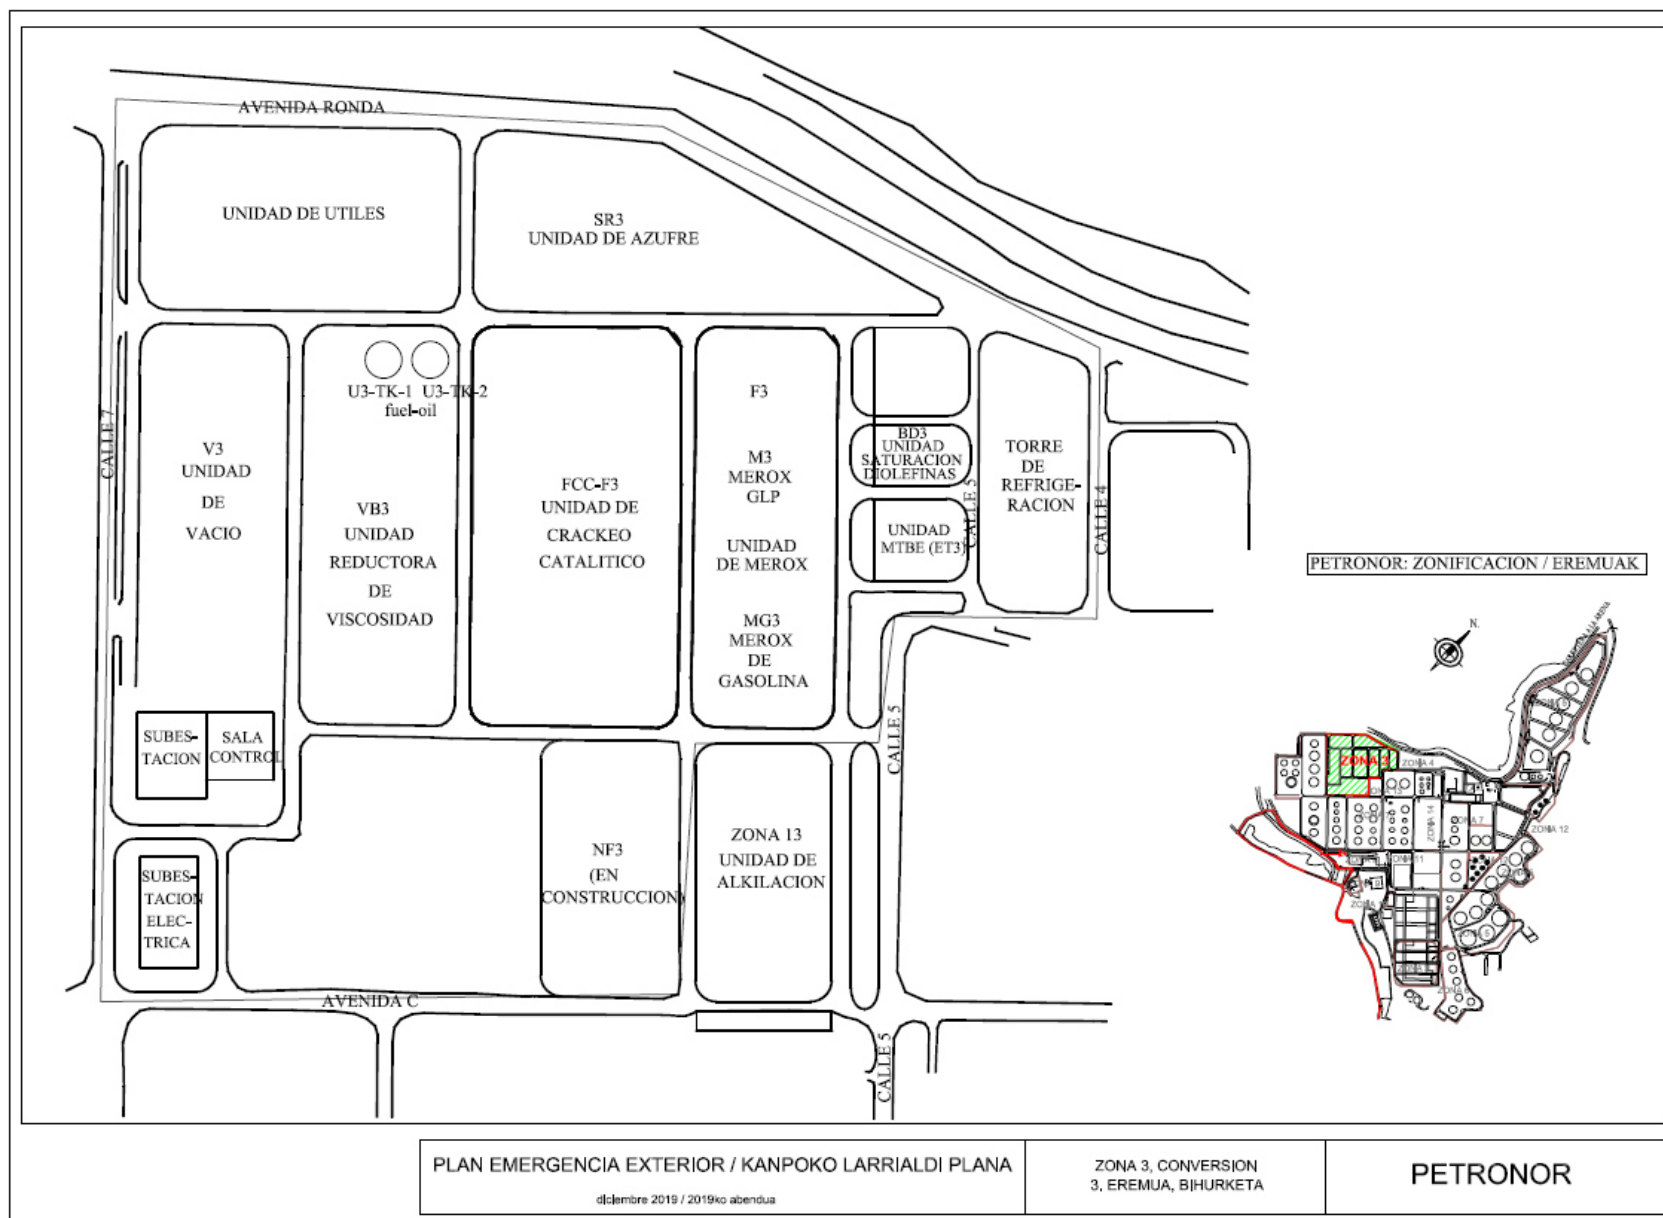 AVENIDA RONDA
UNIDAD DE UTILES
SR3
UNIDAD DE AZUFRE
U3-TK-1
U3-TK-2
fuel-oil
CALLE 7
V3
UNIDAD
DE
VACIO
VB3
UNIDAD
REDUCTORA
DE
VISCOSIDAD
FCC-F3
UNIDAD DE
CRACKEO
CATALITICO
F3
M3
MEROX
GLP
UNIDAD
DE MEROX
MG3
MEROX
DE
GASOLINA
BD3
UNIDAD
SATURACION
DIOLEFINAS
UNIDAD
MTBE (ET3)
CALLE 5
TORRE
DE
REFRIGE-
RACION
CALLE 4
SUBES-
TACION
SALA
CONTROL
CALLE 5
SUBES-
TACION
ELEC-
TRICA
NF3
(EN
CONSTRUCCION)
ZONA 13
UNIDAD DE
ALKILACION
AVENIDA C
CALLE 5
PETRONOR: ZONIFICACION / EREMUAK
N.
ZONA 3
ZONA 4
ZONA 14
ZONA 7
ZONA 12
ZONA 6
PLAN EMERGENCIA EXTERIOR / KANPOKO LARRIALDI PLANA
diciembre 2019 / 2019ko abendua
ZONA 3, CONVERSION
3, EREMUA, BIHURKETA
PETRONOR